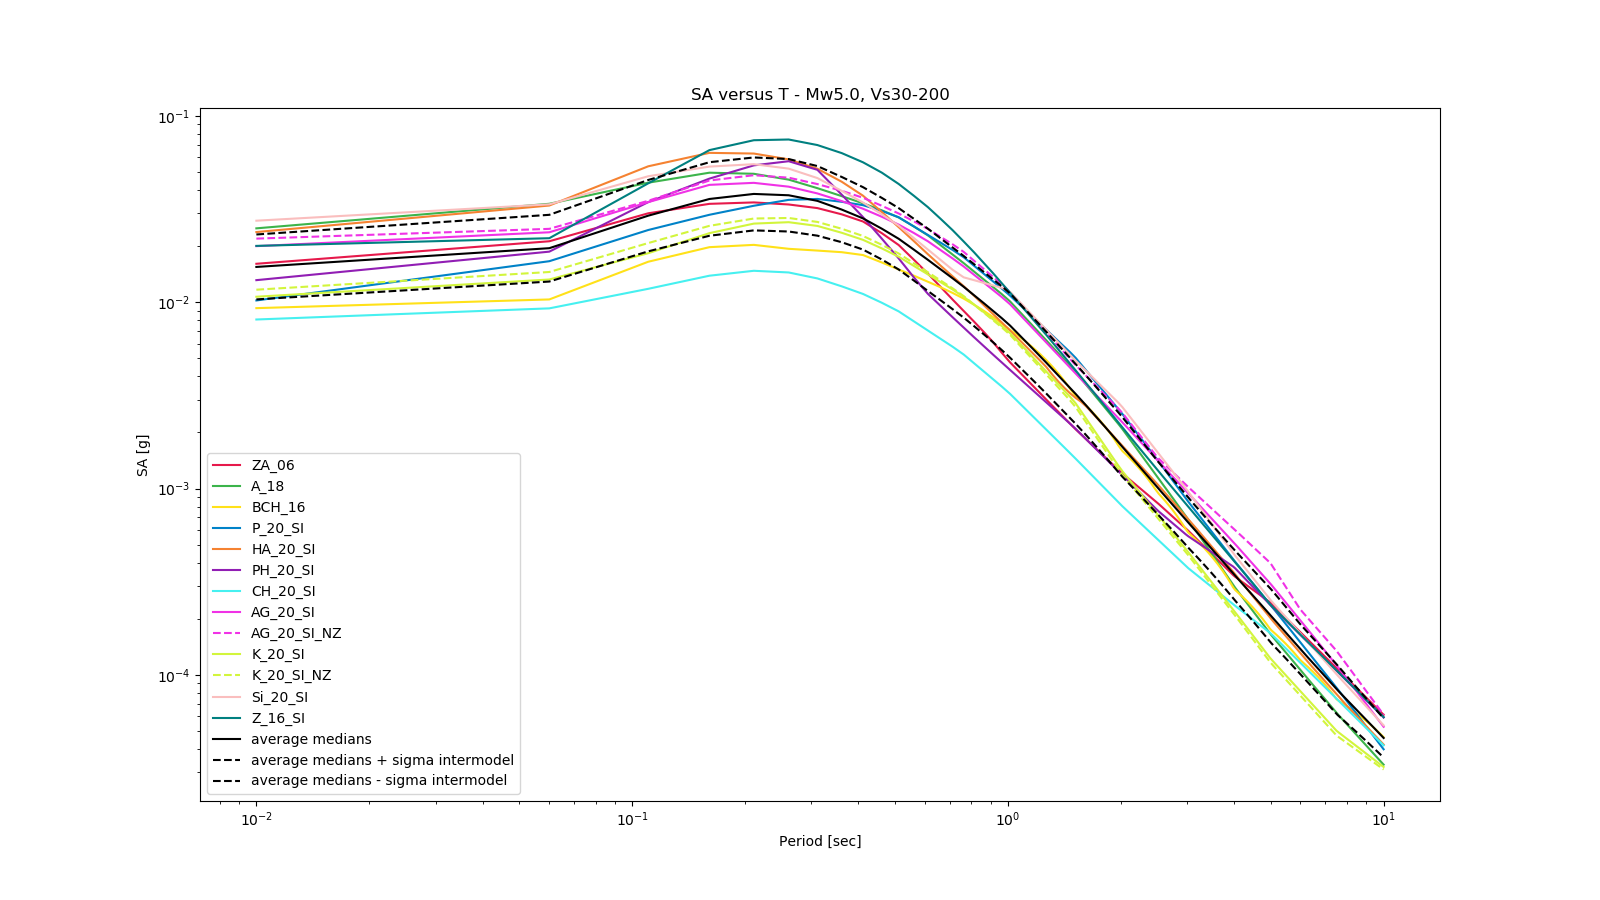 SA versus T - Mw5.0, Vs30-200
SA [g]
10⁻¹
10⁻²
10⁻³
10⁻⁴
ZA_06
A_18
BCH_16
P_20_SI
HA_20_SI
PH_20_SI
CH_20_SI
AG_20_SI
AG_20_SI_NZ
K_20_SI
K_20_SI_NZ
Si_20_SI
Z_16_SI
average medians
average medians + sigma intermodel
average medians - sigma intermodel
10⁻² 10⁻¹ 10⁰ 10¹
Period [sec]